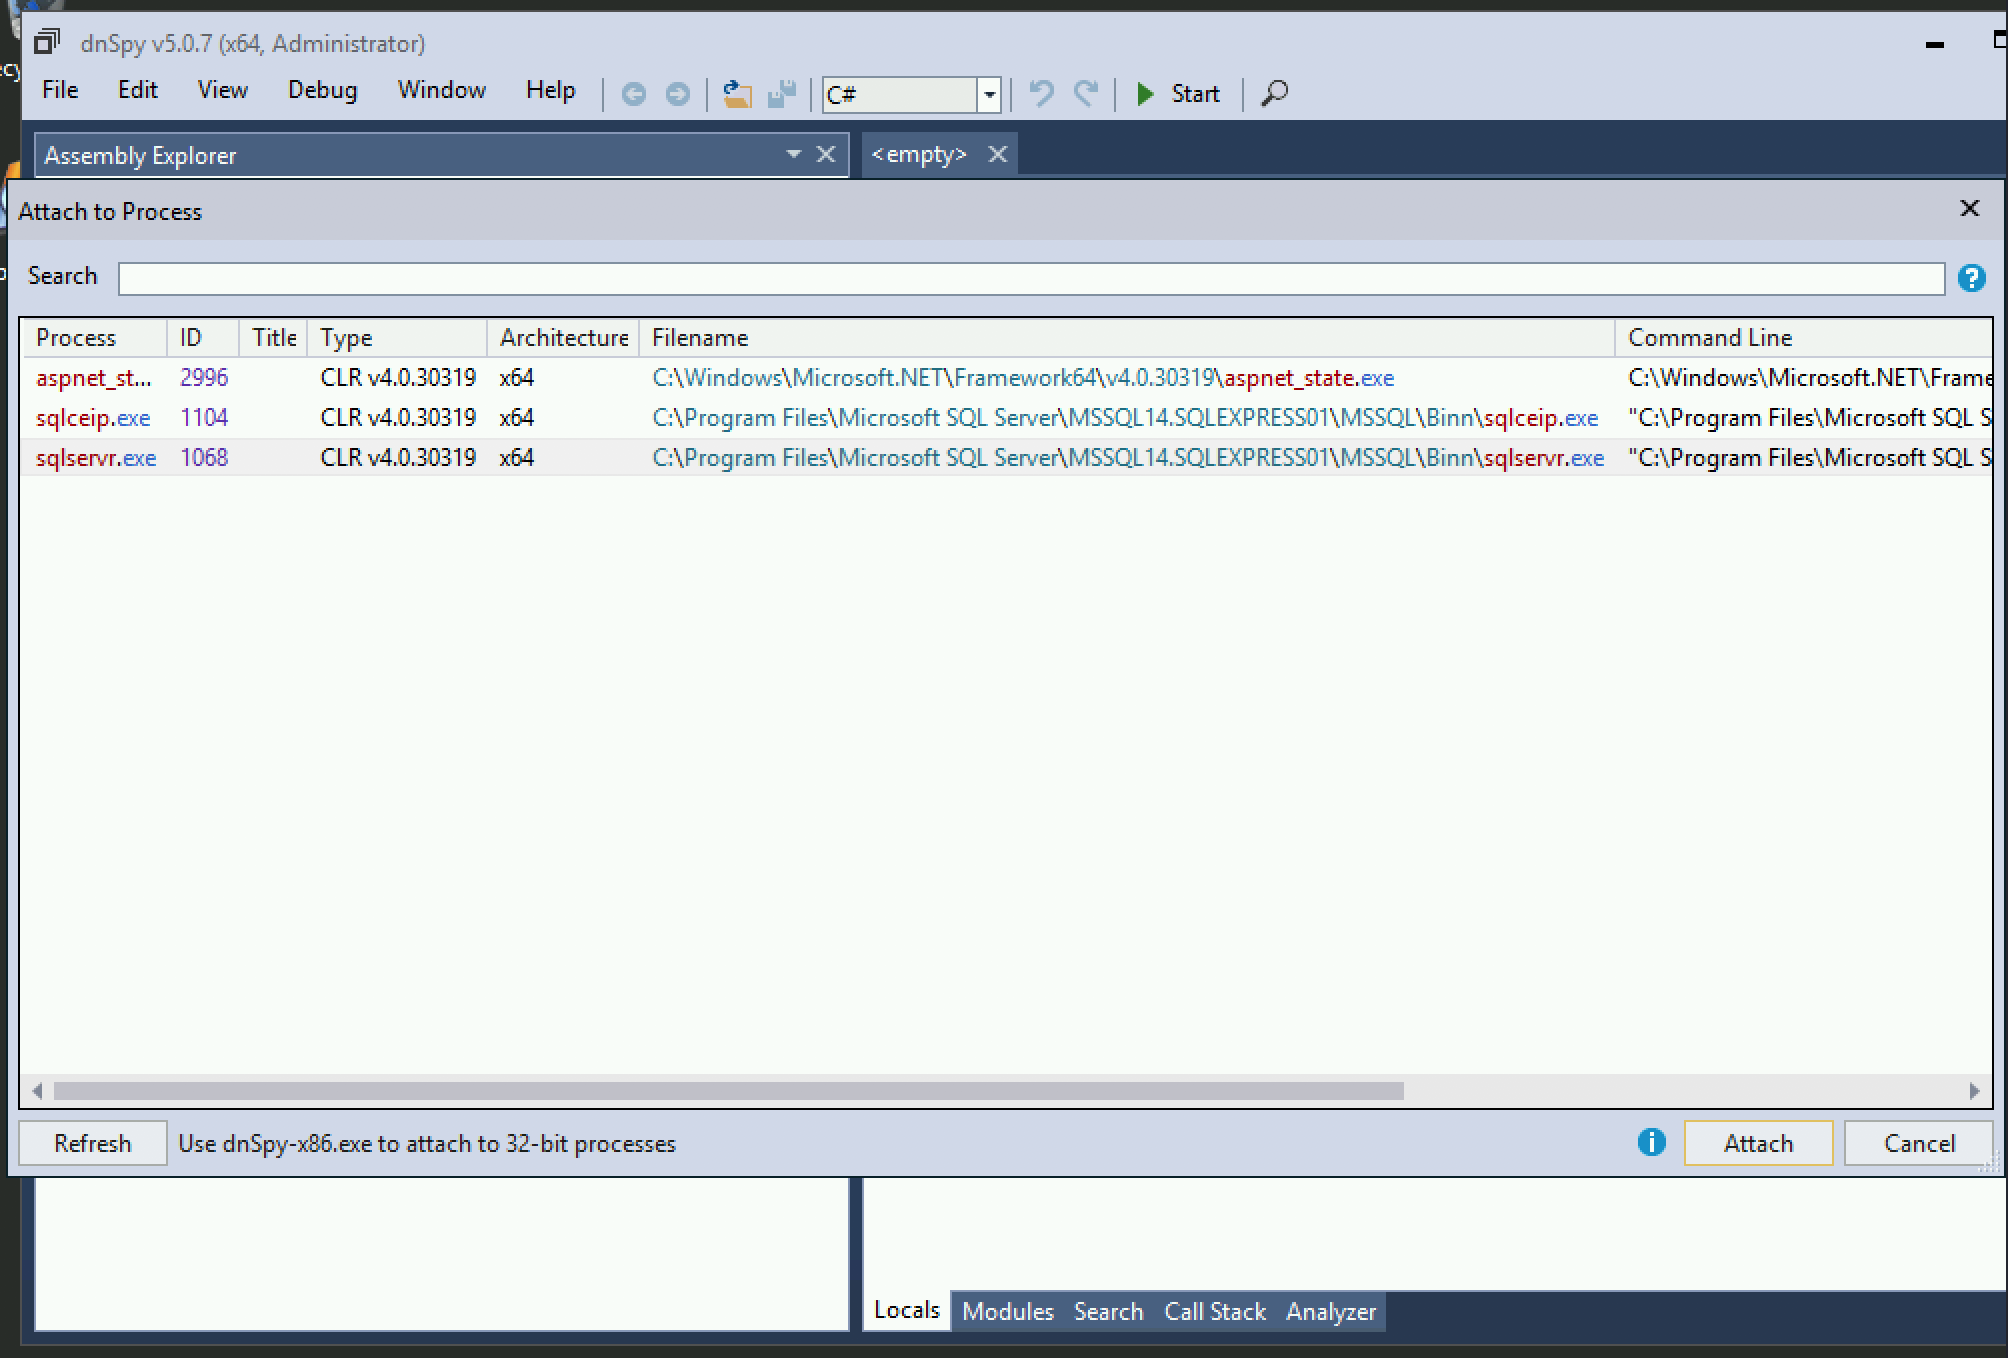 dnSpy v5.0.7 (x64, Administrator)
File Edit View Debug Window Help C# Start
Assembly Explorer <empty>
Attach to Process
Search
Process ID Title Type Architecture Filename Command Line
aspnet_st... 2996 CLR v4.0.30319 x64 C:\Windows\Microsoft.NET\Framework64\v4.0.30319\aspnet_state.exe C:\Windows\Microsoft.NET\Frame
sqlceip.exe 1104 CLR v4.0.30319 x64 C:\Program Files\Microsoft SQL Server\MSSQL14.SQLEXPRESS01\MSSQL\Binn\sqlceip.exe "C:\Program Files\Microsoft SQL S
sqlservr.exe 1068 CLR v4.0.30319 x64 C:\Program Files\Microsoft SQL Server\MSSQL14.SQLEXPRESS01\MSSQL\Binn\sqlservr.exe "C:\Program Files\Microsoft SQL S
Refresh Use dnSpy-x86.exe to attach to 32-bit processes Attach Cancel
Locals Modules Search Call Stack Analyzer